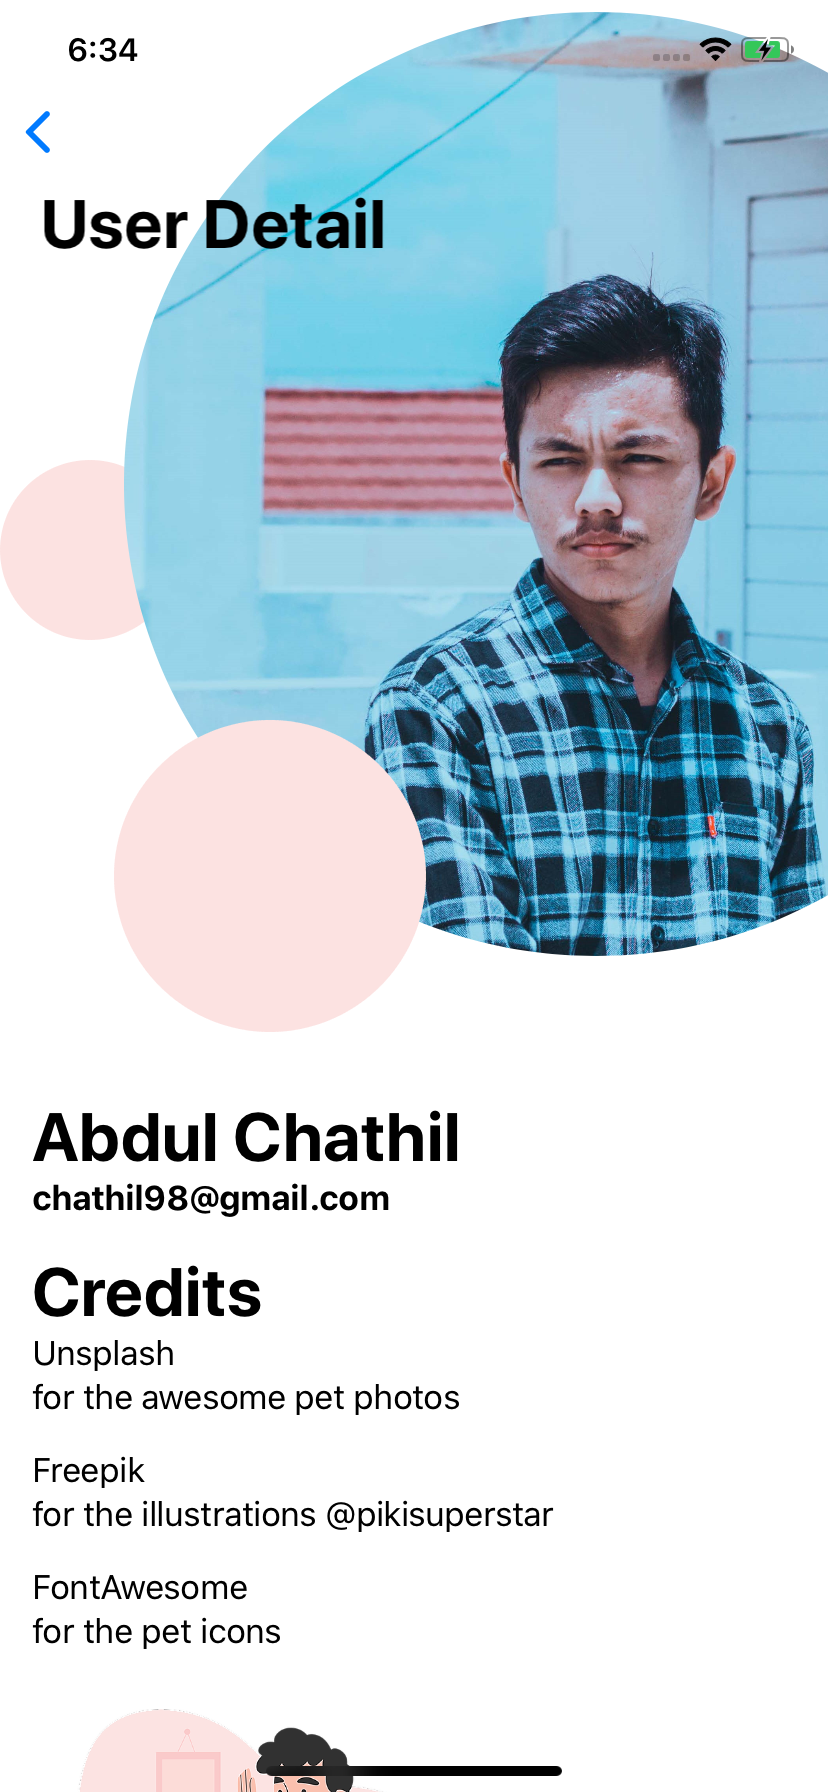 6:34
User Detail
Abdul Chathil
chathil98@gmail.com
Credits
Unsplash
for the awesome pet photos
Freepik
for the illustrations @pikisuperstar
FontAwesome
for the pet icons